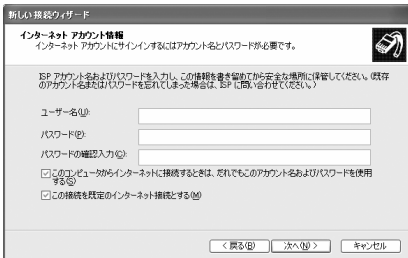 新しい接続ウィザード
インターネット アカウント情報
インターネット アカウントにサインインするにはアカウント名とパスワードが必要です。
ISP アカウント名およびパスワードを入力し、この情報を書き留めてから安全な場所に保管してください。(既存
のアカウント名またはパスワードを忘れてしまった場合は、ISP に問い合わせてください。)
ユーザー名(U):
パスワード(P):
パスワードの確認入力(C):
このコンピュータからインターネットに接続するときは、だれでもこのアカウント名およびパスワードを使用
する(S)
この接続を既定のインターネット接続とする(M)
< 戻る(B)
次へ(N) >
キャンセル